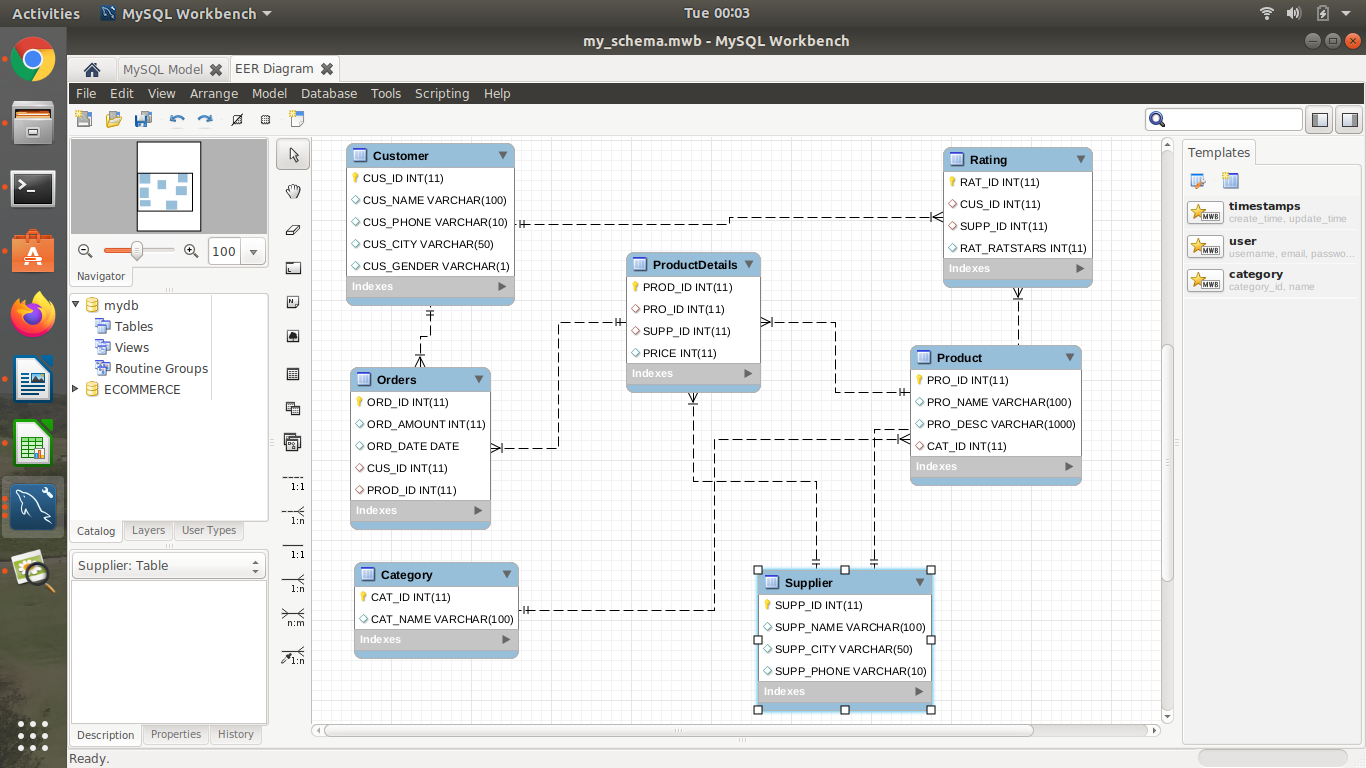 Activities MySQL Workbench Tue 00:03
my_schema.mwb - MySQL Workbench
MySQL Model EER Diagram
File Edit View Arrange Model Database Tools Scripting Help
100
Navigator
mydb
Tables
Views
Routine Groups
ECOMMERCE
Catalog Layers User Types
Supplier: Table
Description Properties History
Ready.
1:1
1:n
1:1
1:n
n:m
1:n
Customer
CUS_ID INT(11)
CUS_NAME VARCHAR(100)
CUS_PHONE VARCHAR(10)
CUS_CITY VARCHAR(50)
CUS_GENDER VARCHAR(1)
Indexes
Rating
RAT_ID INT(11)
CUS_ID INT(11)
SUPP_ID INT(11)
RAT_RATSTARS INT(11)
Indexes
ProductDetails
PROD_ID INT(11)
PRO_ID INT(11)
SUPP_ID INT(11)
PRICE INT(11)
Indexes
Orders
ORD_ID INT(11)
ORD_AMOUNT INT(11)
ORD_DATE DATE
CUS_ID INT(11)
PROD_ID INT(11)
Indexes
Product
PRO_ID INT(11)
PRO_NAME VARCHAR(100)
PRO_DESC VARCHAR(1000)
CAT_ID INT(11)
Indexes
Category
CAT_ID INT(11)
CAT_NAME VARCHAR(100)
Indexes
Supplier
SUPP_ID INT(11)
SUPP_NAME VARCHAR(100)
SUPP_CITY VARCHAR(50)
SUPP_PHONE VARCHAR(10)
Indexes
Templates
MWB
timestamps
create_time, update_time
MWB
user
username, email, passwo...
MWB
category
category_id, name